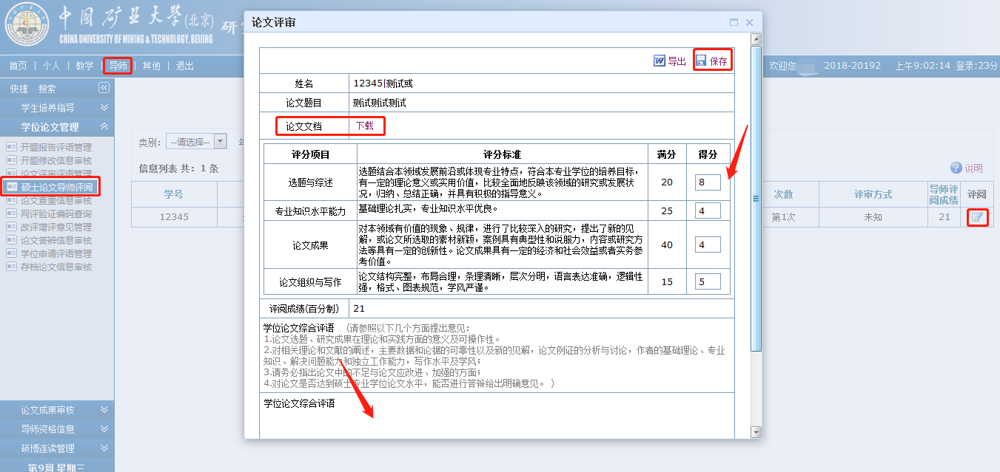 中国矿业大学(北京)
研
CHINA UNIVERSITY OF MINING & TECHNOLOGY, BEIJING
首页 | 个人 | 教学 | 导师 | 其他 | 退出
欢迎您
2018-20192 上午9:02:14 登录:23分
快捷 搜索
学生培养指导
学位论文管理
开题报告评语管理
开题修改信息审核
论文评审评语管理
硕士论文导师评阅
论文查重信息审核
网评验证编码查询
改评增评意见管理
论文答辩信息审核
学位申请评语管理
存档论文信息审核
论文成果审核
导师资格信息
硕博连读管理
第9周 星期三
类别: --请选择--
信息列表 共: 1 条
学号
12345
说明
次数 评审方式 导师评阅成绩 评阅
第1次 未知 21
论文评审
导出 保存
姓名 12345|测试或
论文题目 测试测试测试
论文文档 下载
评分项目 评分标准 满分 得分
选题与综述
选题结合本领域发展前沿或体现专业特点，符合本专业学位的培养目标，
有一定的理论意义或实用价值，比较全面地反映该领域的研究或发展状
况，归纳、总结正确，并具有积极的指导意义。
20 8
专业知识水平能力 基础理论扎实，专业知识水平优良。 25 4
论文成果
对本领域有价值的现象、规律，进行了比较深入的研究，提出了新的见
解，或论文所选取的素材新颖，案例具有典型性和说服力，内容或研究方
法等具有一定的创新性。论文成果具有一定的经济和社会效益或者实务参
考价值。
40 4
论文组织与写作
论文结构完整，布局合理，条理清晰，层次分明，语言表达准确，逻辑性
强，格式、图表规范，学风严谨。
15 5
评阅成绩(百分制) 21
学位论文综合评语 （请参照以下几个方面提出意见：
1.论文选题、研究成果在理论和实践方面的意义及可操作性。
2.对相关理论和文献的阐述，主要数据和论据的可靠性以及新的见解，论文例证的分析与讨论，作者的基础理论、专业
知识、解决问题能力和独立工作能力，写作水平及学风；
3.请务必指出论文中的不足与论文应改进、加强的方面；
4.对论文是否达到硕士专业学位论文水平，能否进行答辩给出明确意见。 ）
学位论文综合评语